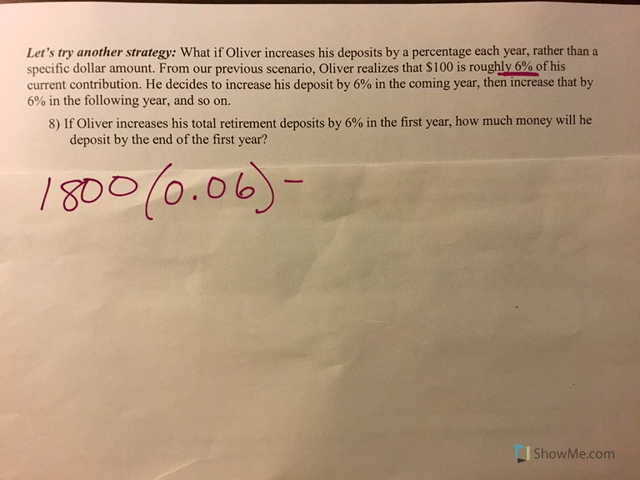 Let's try another strategy: What if Oliver increases his deposits by a percentage each year, rather than a
specific dollar amount. From our previous scenario, Oliver realizes that $100 is roughly 6% of his
current contribution. He decides to increase his deposit by 6% in the coming year, then increase that by
6% in the following year, and so on.
8) If Oliver increases his total retirement deposits by 6% in the first year, how much money will he
deposit by the end of the first year?
1800(0.06) –
ShowMe.com